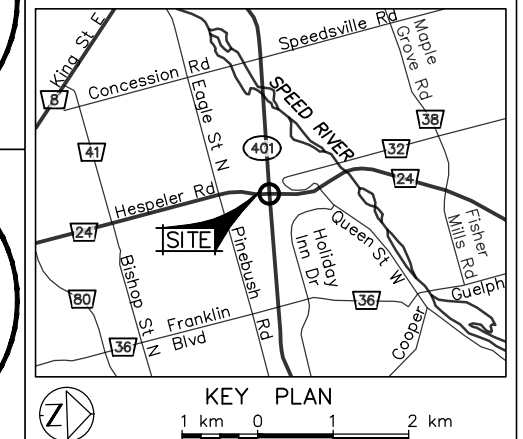 King St E
8
Concession Rd
Speedsville Rd
Maple
Grove Rd
38
41
Eagle St N
SPEED RIVER
401
32
24
Hespeler Rd
24
SITE
Pinebush Rd
Holiday
Inn Dr
Queen St W
Fisher
Mills Rd
80
Bishop St N
36
Franklin
Blvd
36
Cooper
Guelph
Z
KEY PLAN
1 km 0 1 2 km